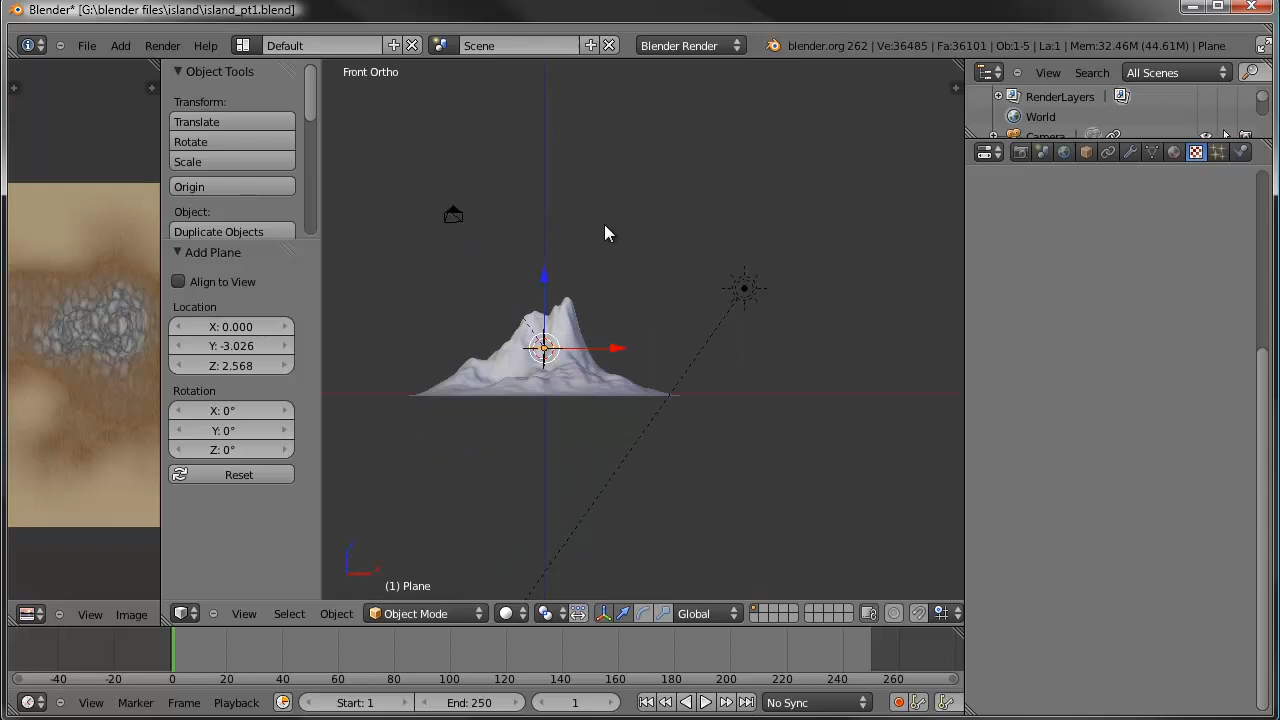 Blender* [G:\blender files\island\island_pt1.blend]
File Add Render Help Default Scene Blender Render blender.org 262 | Ve:36485 | Fa:36101 | Ob:1-5 | La:1 | Mem:32.46M (44.61M) | Plane
Object Tools
Transform:
Translate
Rotate
Scale
Origin
Object:
Duplicate Objects
Add Plane
Align to View
Location
X: 0.000
Y: -3.026
Z: 2.568
Rotation
X: 0°
Y: 0°
Z: 0°
Reset
Front Ortho
(1) Plane
View Search All Scenes
RenderLayers
World
Camera
View Image
View Select Object Object Mode Global
-40 -20 0 20 40 60 80 100 120 140 160 180 200 220 240 260
View Marker Frame Playback Start: 1 End: 250 1 No Sync